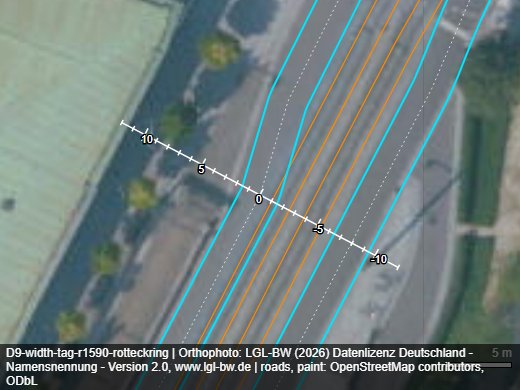 10
5
0
-5
-10
5 m
D9-width-tag-r1590-rotteckring | Orthophoto: LGL-BW (2026) Datenlizenz Deutschland -
Namensnennung - Version 2.0, www.lgl-bw.de | roads, paint: OpenStreetMap contributors,
ODbL